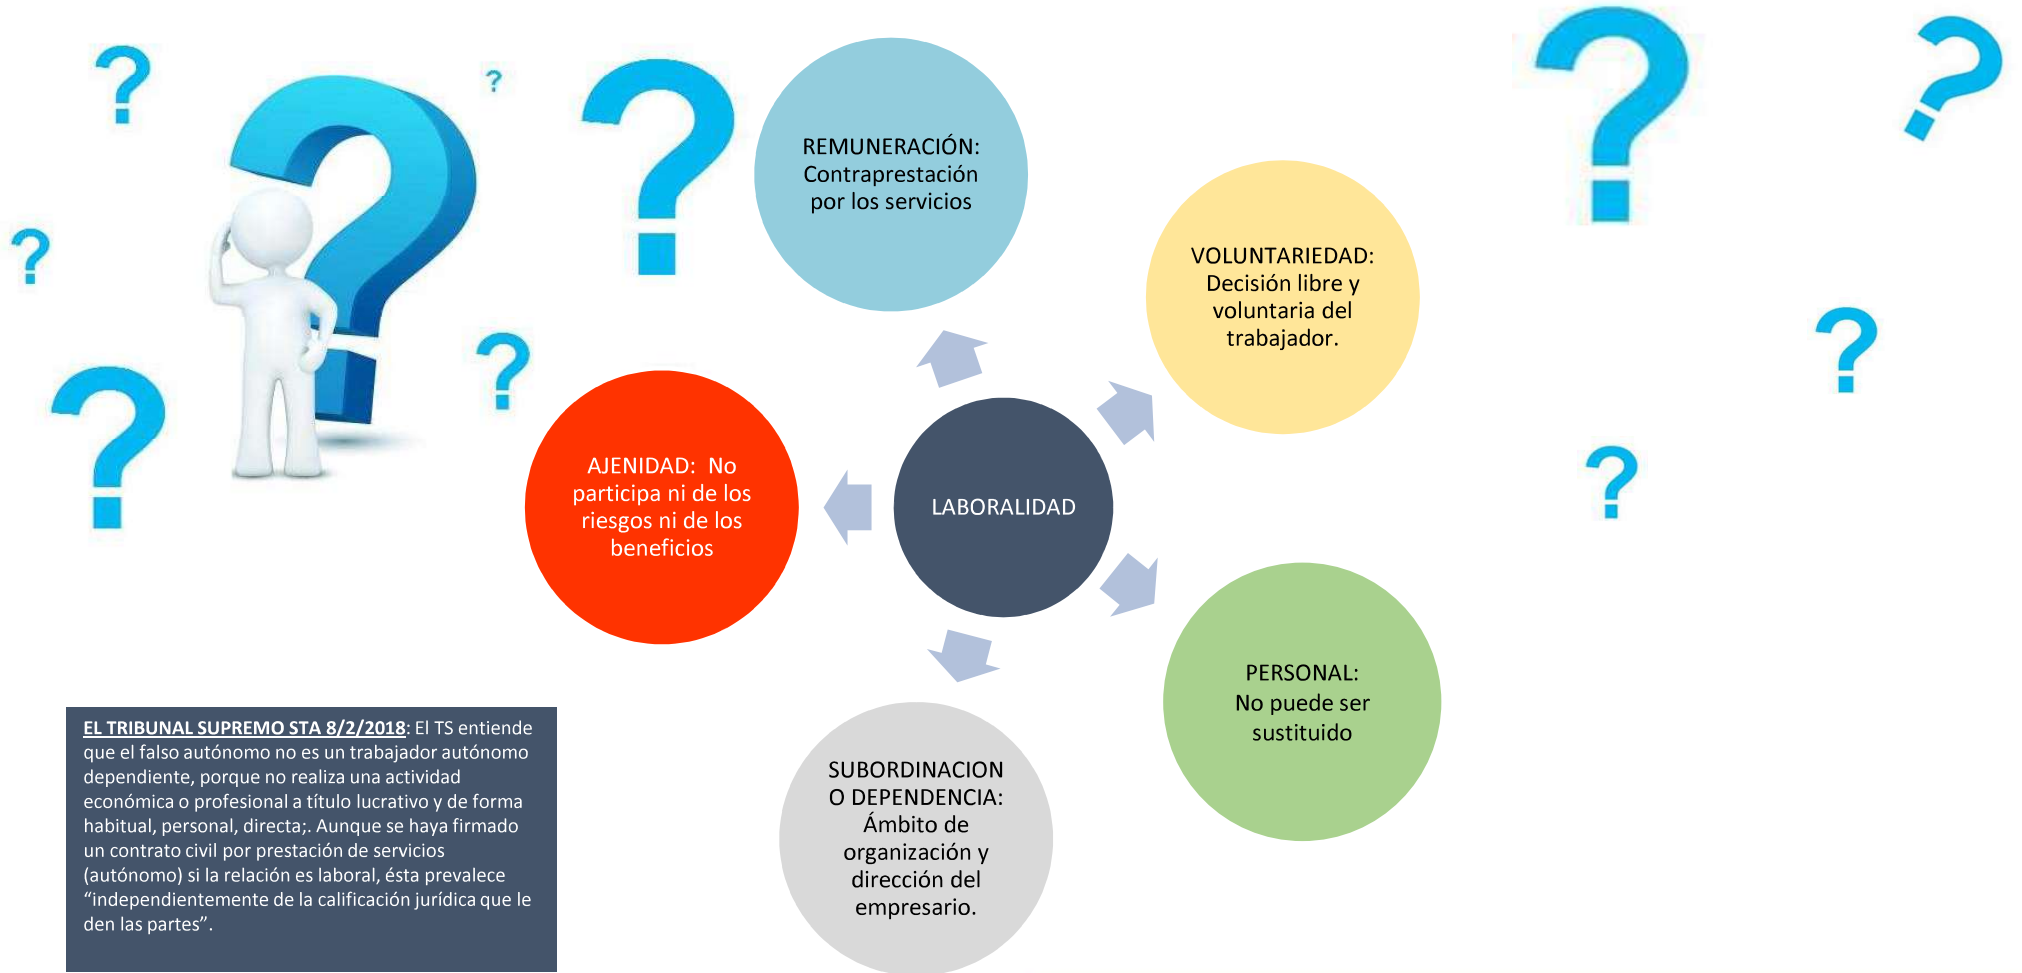 REMUNERACIÓN:
Contraprestación
por los servicios
VOLUNTARIEDAD:
Decisión libre y
voluntaria del
trabajador.
AJENIDAD:  No
participa ni de los
riesgos ni de los
beneficios
LABORALIDAD
PERSONAL:
No puede ser
sustituido
SUBORDINACION
O DEPENDENCIA:
Ámbito de
organización y
dirección del
empresario.
EL TRIBUNAL SUPREMO STA 8/2/2018: El TS entiende
que el falso autónomo no es un trabajador autónomo
dependiente, porque no realiza una actividad
económica o profesional a título lucrativo y de forma
habitual, personal, directa;. Aunque se haya firmado
un contrato civil por prestación de servicios
(autónomo) si la relación es laboral, ésta prevalece
“independientemente de la calificación jurídica que le
den las partes”.